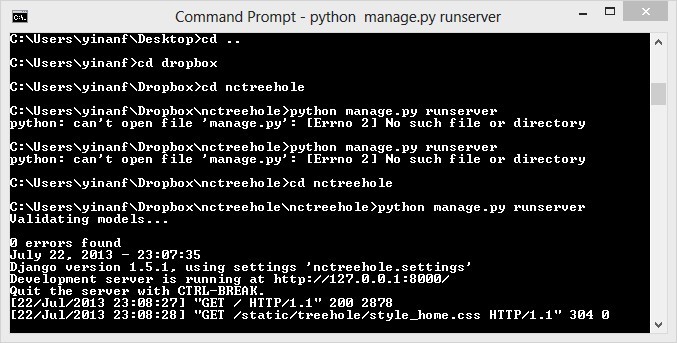 Command Prompt - python  manage.py runserver
C:\Users\yinanf\Desktop>cd ..
C:\Users\yinanf>cd dropbox
C:\Users\yinanf\Dropbox>cd nctreehole
C:\Users\yinanf\Dropbox\nctreehole>python manage.py runserver
python: can't open file 'manage.py': [Errno 2] No such file or directory
C:\Users\yinanf\Dropbox\nctreehole>python manage.py runserver
python: can't open file 'manage.py': [Errno 2] No such file or directory
C:\Users\yinanf\Dropbox\nctreehole>cd nctreehole
C:\Users\yinanf\Dropbox\nctreehole\nctreehole>python manage.py runserver
Validating models...
0 errors found
July 22, 2013 - 23:07:35
Django version 1.5.1, using settings 'nctreehole.settings'
Development server is running at http://127.0.0.1:8000/
Quit the server with CTRL-BREAK.
[22/Jul/2013 23:08:27] "GET / HTTP/1.1" 200 2878
[22/Jul/2013 23:08:28] "GET /static/treehole/style_home.css HTTP/1.1" 304 0